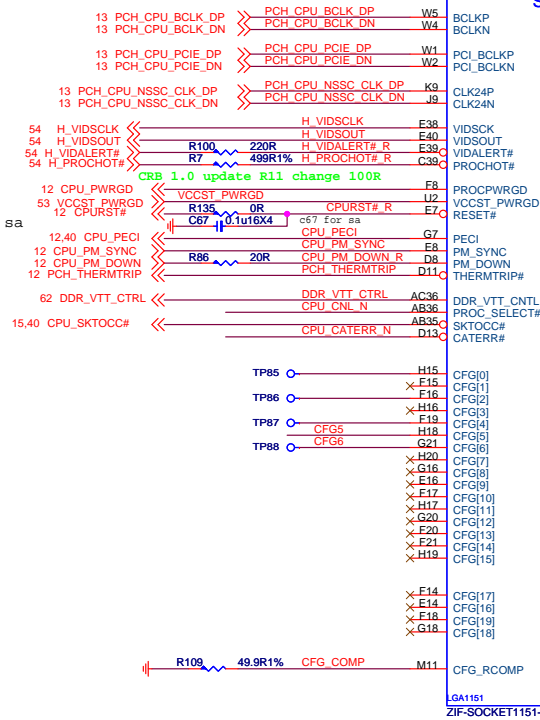 13 PCH_CPU_BCLK_DP PCH_CPU_BCLK_DP W5 BCLKP
13 PCH_CPU_BCLK_DN PCH_CPU_BCLK_DN W4 BCLKN
13 PCH_CPU_PCIE_DP PCH_CPU_PCIE_DP W1 PCI_BCLKP
13 PCH_CPU_PCIE_DN PCH_CPU_PCIE_DN W2 PCI_BCLKN
13 PCH_CPU_NSSC_CLK_DP PCH_CPU_NSSC_CLK_DP K9 CLK24P
13 PCH_CPU_NSSC_CLK_DN PCH_CPU_NSSC_CLK_DN J9 CLK24N
54 H_VIDSCLK H_VIDSCLK E38 VIDSCK
54 H_VIDSOUT H_VIDSOUT E40 VIDSOUT
54 H_VIDALERT# R100 220R H_VIDALERT#_R E39 VIDALERT#
54 H_PROCHOT# R7 499R1% H_PROCHOT#_R C39 PROCHOT#
CRB 1.0 update R11 change 100R
12 CPU_PWRGD F8 PROCPWRGD
53 VCCST_PWRGD VCCST_PWRGD U2 VCCST_PWRGD
12 CPURST# R135 0R CPURST#_R E7 RESET#
sa C67 0.1u16X4 c67 for sa
12,40 CPU_PECI CPU_PECI G7 PECI
12 CPU_PM_SYNC CPU_PM_SYNC E8 PM_SYNC
12 CPU_PM_DOWN R86 20R CPU_PM_DOWN_R D8 PM_DOWN
12 PCH_THERMTRIP PCH_THERMTRIP D11 THERMTRIP#
62 DDR_VTT_CTRL DDR_VTT_CTRL AC36 DDR_VTT_CNTL
CPU_CNL_N AB36 PROC_SELECT#
15,40 CPU_SKTOCC# AB35 SKTOCC#
CPU_CATERR_N D13 CATERR#
TP85 H15 CFG[0]
F15 CFG[1]
TP86 F16 CFG[2]
H16 CFG[3]
TP87 F19 CFG[4]
CFG5 H18 CFG[5]
TP88 CFG6 G21 CFG[6]
H20 CFG[7]
G16 CFG[8]
E16 CFG[9]
F17 CFG[10]
H17 CFG[11]
G20 CFG[12]
F20 CFG[13]
F21 CFG[14]
H19 CFG[15]
F14 CFG[17]
E14 CFG[16]
F18 CFG[19]
G18 CFG[18]
R109 49.9R1% CFG_COMP M11 CFG_RCOMP
LGA1151
ZIF-SOCKET1151-